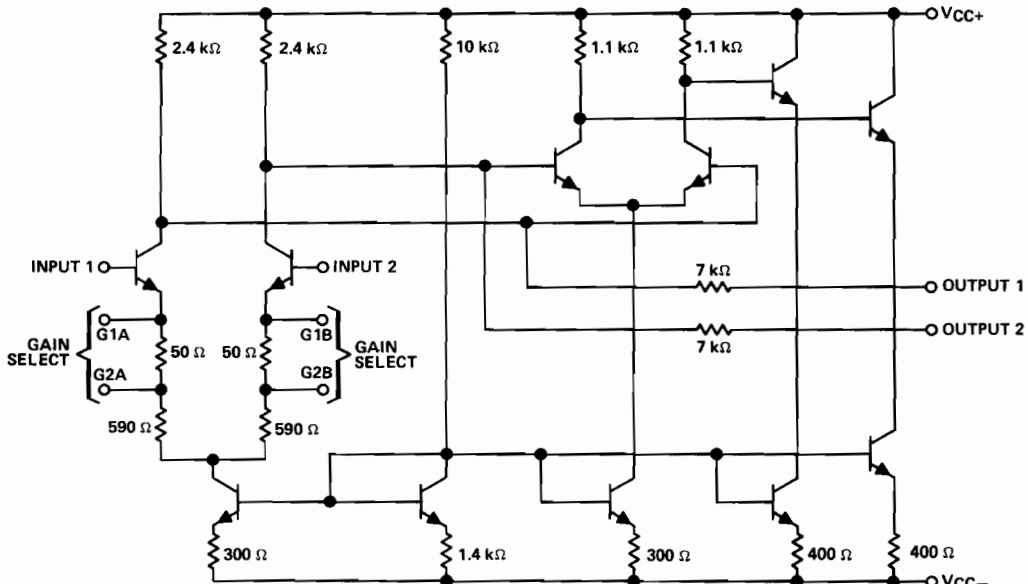 VCC+
2.4 kΩ
2.4 kΩ
10 kΩ
1.1 kΩ
1.1 kΩ
INPUT 1
INPUT 2
7 kΩ
OUTPUT 1
OUTPUT 2
7 kΩ
GAIN
SELECT
G1A
G1B
GAIN
SELECT
50 Ω
50 Ω
G2A
G2B
590 Ω
590 Ω
300 Ω
1.4 kΩ
300 Ω
400 Ω
400 Ω
VCC–